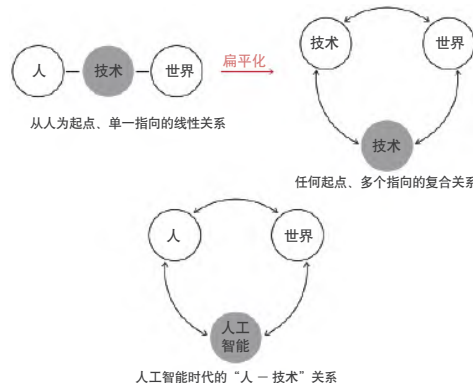 技术
世界
人
技术
世界
扁平化
从人为起点、单一指向的线性关系
技术
任何起点、多个指向的复合关系
人
世界
人工
智能
人工智能时代的“人 — 技术”关系